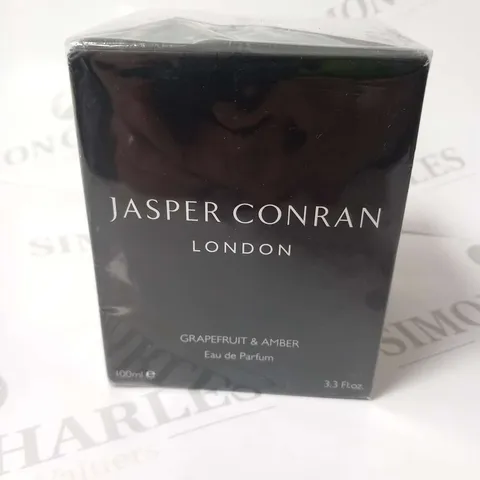 JASPER CONRAN
LONDON
GRAPEFRUIT & AMBER
Eau de Parfum
100ml e 3.3 Fl.oz.